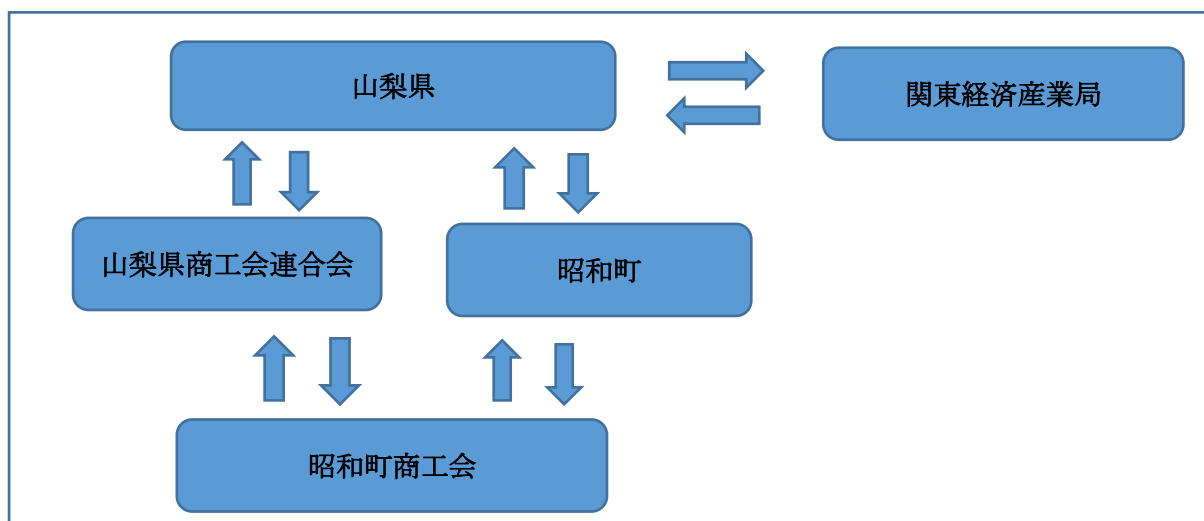 山梨県
関東経済産業局
山梨県商工会連合会
昭和町
昭和町商工会